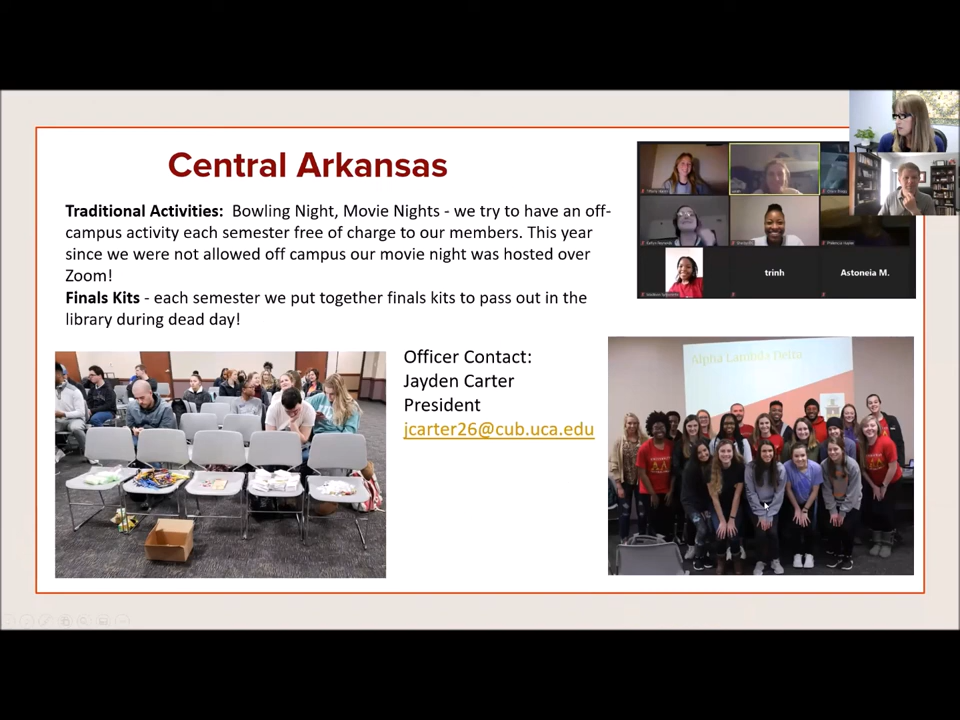 Central Arkansas
Traditional Activities:  Bowling Night, Movie Nights - we try to have an off-
campus activity each semester free of charge to our members. This year
since we were not allowed off campus our movie night was hosted over
Zoom!
Finals Kits - each semester we put together finals kits to pass out in the
library during dead day!
trinh
Astoneia M.
Officer Contact:
Jayden Carter
President
jcarter26@cub.uca.edu
Alpha Lambda Delta